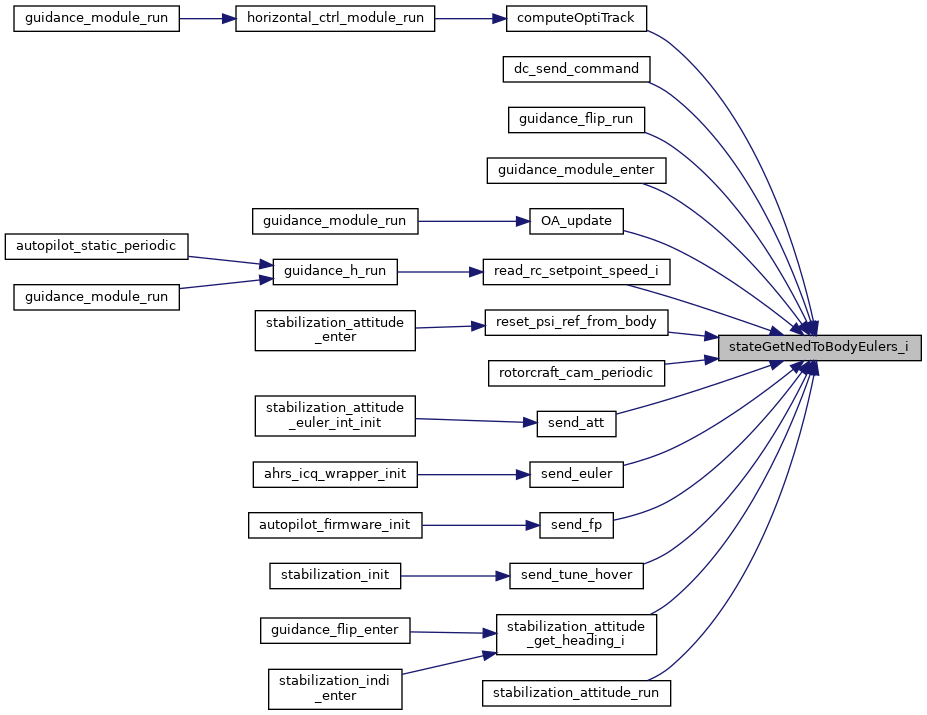 guidance_module_run
horizontal_ctrl_module_run
computeOptiTrack
dc_send_command
guidance_flip_run
guidance_module_enter
guidance_module_run
OA_update
autopilot_static_periodic
guidance_h_run
read_rc_setpoint_speed_i
guidance_module_run
stabilization_attitude
_enter
reset_psi_ref_from_body
stateGetNedToBodyEulers_i
rotorcraft_cam_periodic
stabilization_attitude
_euler_int_init
send_att
ahrs_icq_wrapper_init
send_euler
autopilot_firmware_init
send_fp
stabilization_init
send_tune_hover
guidance_flip_enter
stabilization_attitude
_get_heading_i
stabilization_indi
_enter
stabilization_attitude_run